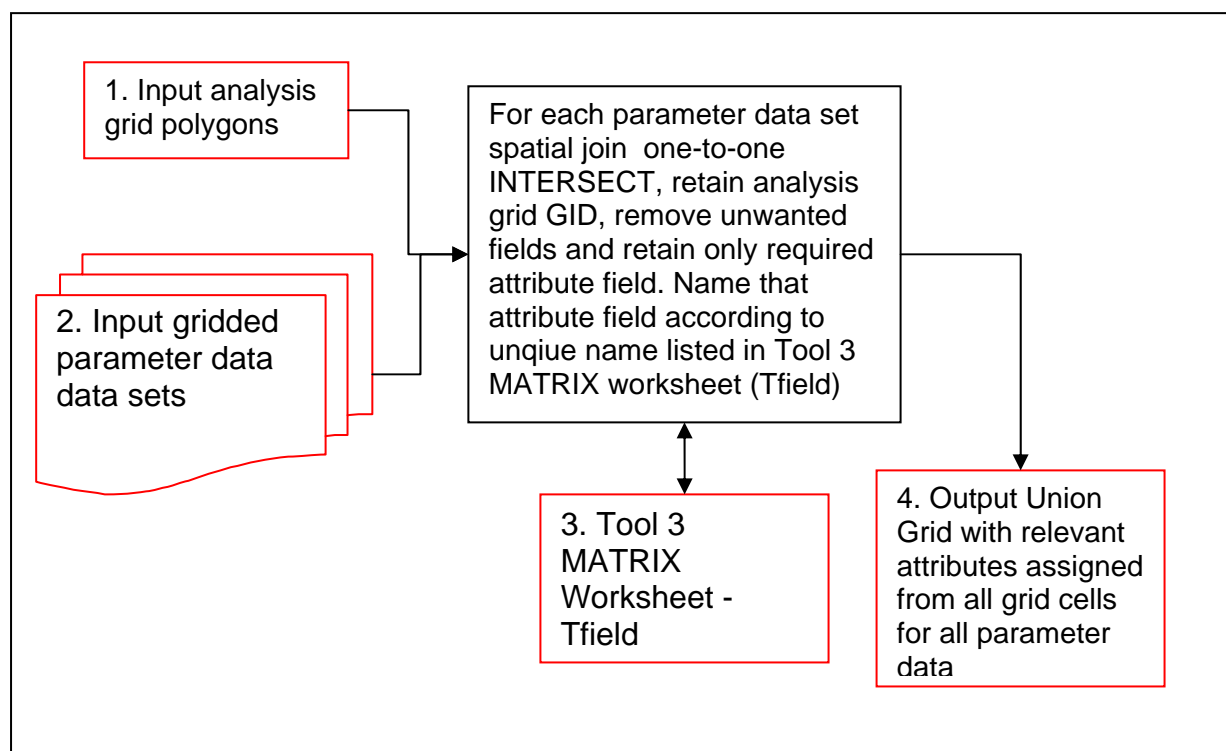 1. Input analysis
grid polygons
For each parameter data set
spatial join  one-to-one
INTERSECT, retain analysis
grid GID, remove unwanted
fields and retain only required
attribute field. Name that
attribute field according to
unqiue name listed in Tool 3
MATRIX worksheet (Tfield)
2. Input gridded
parameter data
data sets
3. Tool 3
MATRIX
Worksheet -
Tfield
4. Output Union
Grid with relevant
attributes assigned
from all grid cells
for all parameter
data